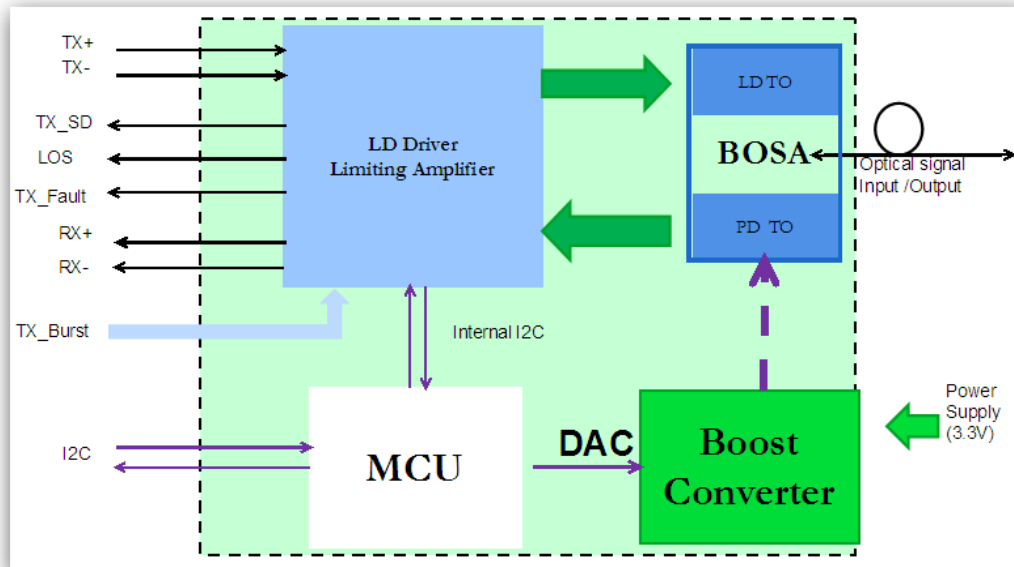 TX+
TX-
TX_SD
LOS
TX_Fault
RX+
RX-
TX_Burst
I2C
LD Driver
Limiting Amplifier
Internal I2C
MCU
DAC
LD TO
BOSA
PD TO
Optical signal
Input /Output
Boost
Converter
Power
Supply
(3.3V)